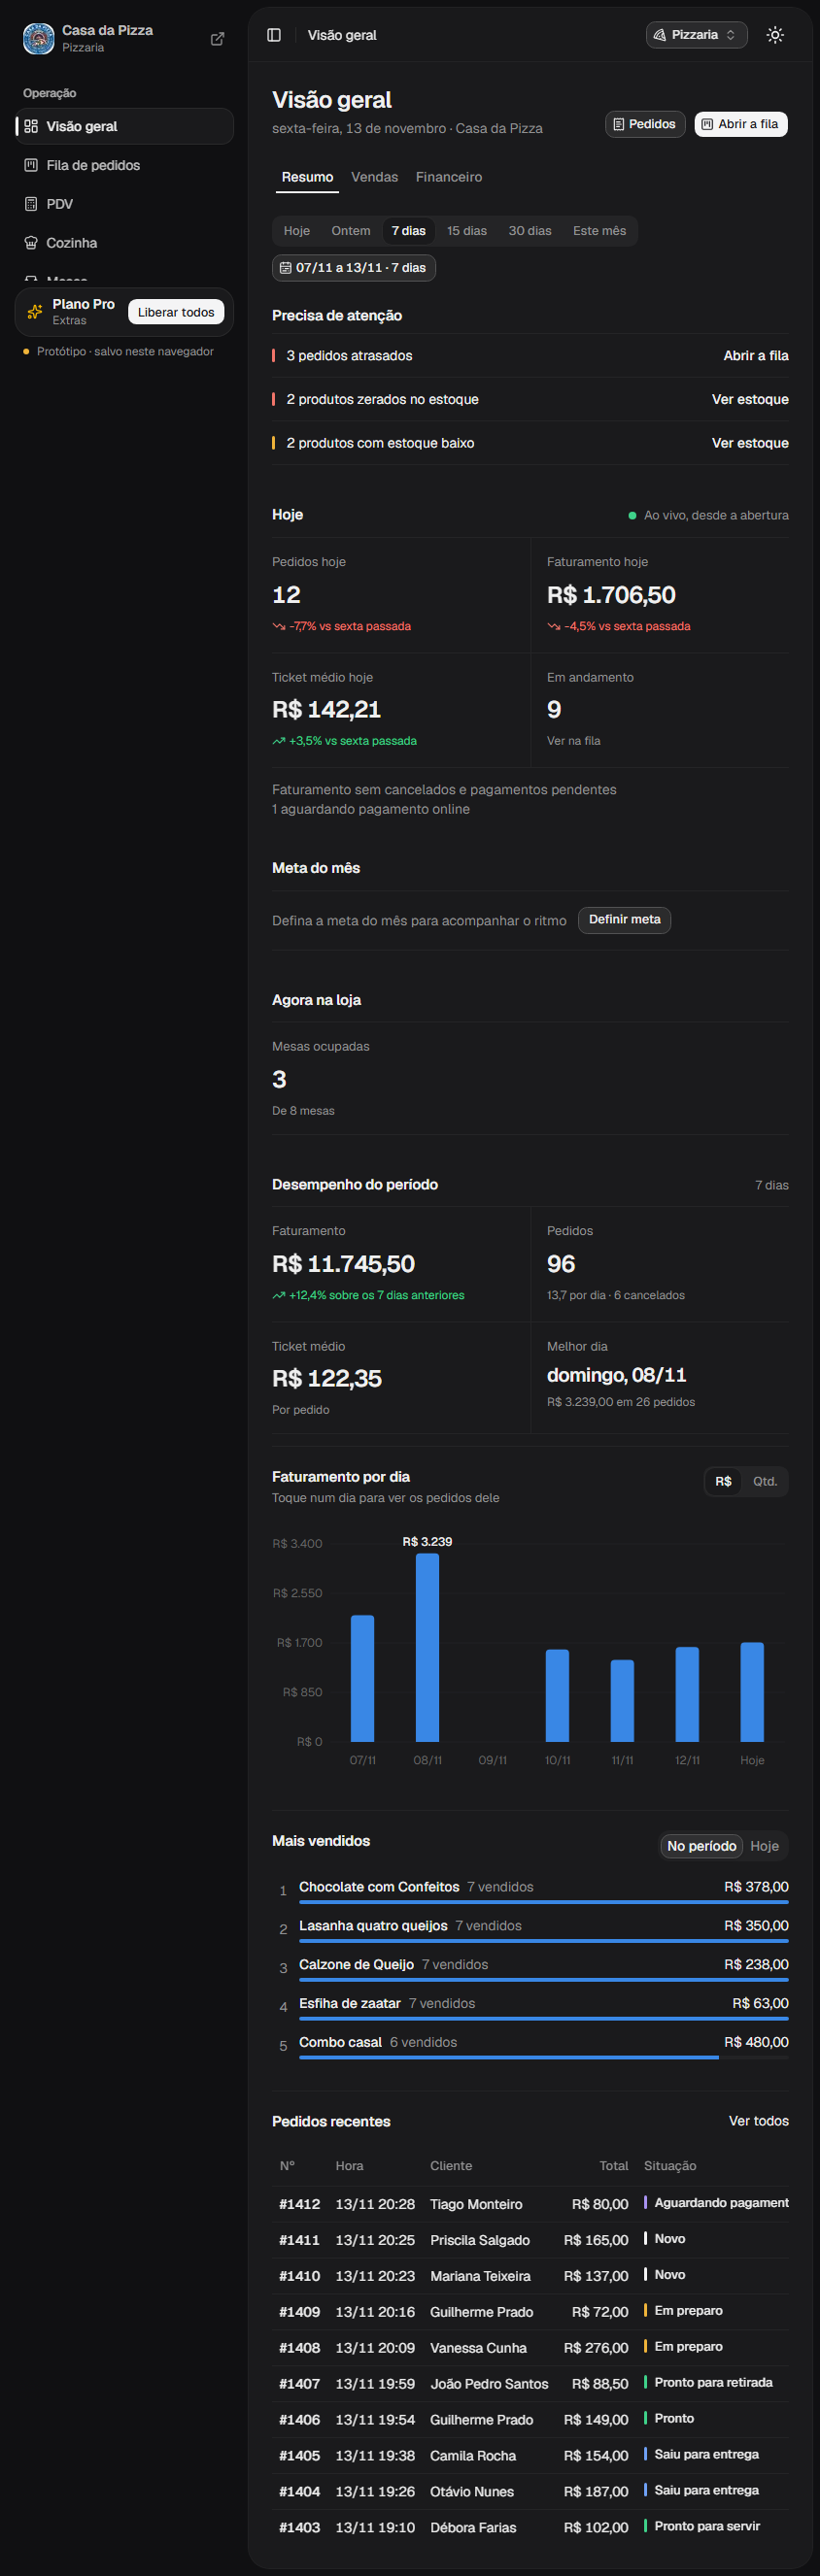 Casa da Pizza
Pizzaria
Operação
Visão geral
Fila de pedidos
PDV
Cozinha
Plano Pro
Extras
Liberar todos
Protótipo · salvo neste navegador
Visão geral
Pizzaria
Visão geral
sexta-feira, 13 de novembro · Casa da Pizza
Pedidos
Abrir a fila
Resumo Vendas Financeiro
Hoje Ontem 7 dias 15 dias 30 dias Este mês
07/11 a 13/11 · 7 dias
Precisa de atenção
3 pedidos atrasados Abrir a fila
2 produtos zerados no estoque Ver estoque
2 produtos com estoque baixo Ver estoque
Hoje Ao vivo, desde a abertura
Pedidos hoje
12
-7,7% vs sexta passada
Faturamento hoje
R$ 1.706,50
-4,5% vs sexta passada
Ticket médio hoje
R$ 142,21
+3,5% vs sexta passada
Em andamento
9
Ver na fila
Faturamento sem cancelados e pagamentos pendentes
1 aguardando pagamento online
Meta do mês
Defina a meta do mês para acompanhar o ritmo Definir meta
Agora na loja
Mesas ocupadas
3
De 8 mesas
Desempenho do período 7 dias
Faturamento
R$ 11.745,50
+12,4% sobre os 7 dias anteriores
Pedidos
96
13,7 por dia · 6 cancelados
Ticket médio
R$ 122,35
Por pedido
Melhor dia
domingo, 08/11
R$ 3.239,00 em 26 pedidos
Faturamento por dia
Toque num dia para ver os pedidos dele
R$ Qtd.
R$ 3.400
R$ 3.239
R$ 2.550
R$ 1.700
R$ 850
R$ 0
07/11 08/11 09/11 10/11 11/11 12/11 Hoje
Mais vendidos No período Hoje
1 Chocolate com Confeitos 7 vendidos R$ 378,00
2 Lasanha quatro queijos 7 vendidos R$ 350,00
3 Calzone de Queijo 7 vendidos R$ 238,00
4 Esfiha de zaatar 7 vendidos R$ 63,00
5 Combo casal 6 vendidos R$ 480,00
Pedidos recentes Ver todos
Nº Hora Cliente Total Situação
#1412 13/11 20:28 Tiago Monteiro R$ 80,00 Aguardando pagament
#1411 13/11 20:25 Priscila Salgado R$ 165,00 Novo
#1410 13/11 20:23 Mariana Teixeira R$ 137,00 Novo
#1409 13/11 20:16 Guilherme Prado R$ 72,00 Em preparo
#1408 13/11 20:09 Vanessa Cunha R$ 276,00 Em preparo
#1407 13/11 19:59 João Pedro Santos R$ 88,50 Pronto para retirada
#1406 13/11 19:54 Guilherme Prado R$ 149,00 Pronto
#1405 13/11 19:38 Camila Rocha R$ 154,00 Saiu para entrega
#1404 13/11 19:26 Otávio Nunes R$ 187,00 Saiu para entrega
#1403 13/11 19:10 Débora Farias R$ 102,00 Pronto para servir